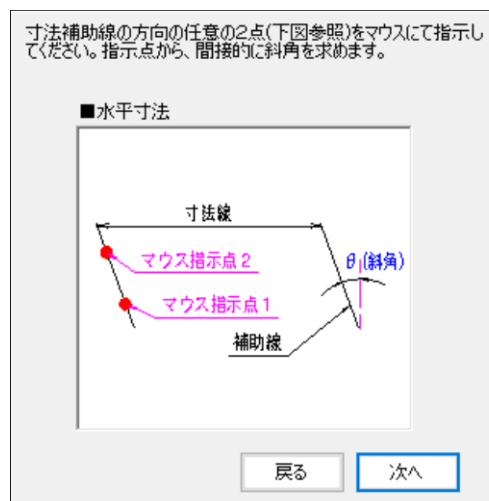 寸法補助線の方向の任意の2点(下図参照)をマウスにて指示し
てください。指示点から、間接的に斜角を求めます。
■水平寸法
寸法線
マウス指示点2
θ(斜角)
マウス指示点1
補助線
戻る
次へ